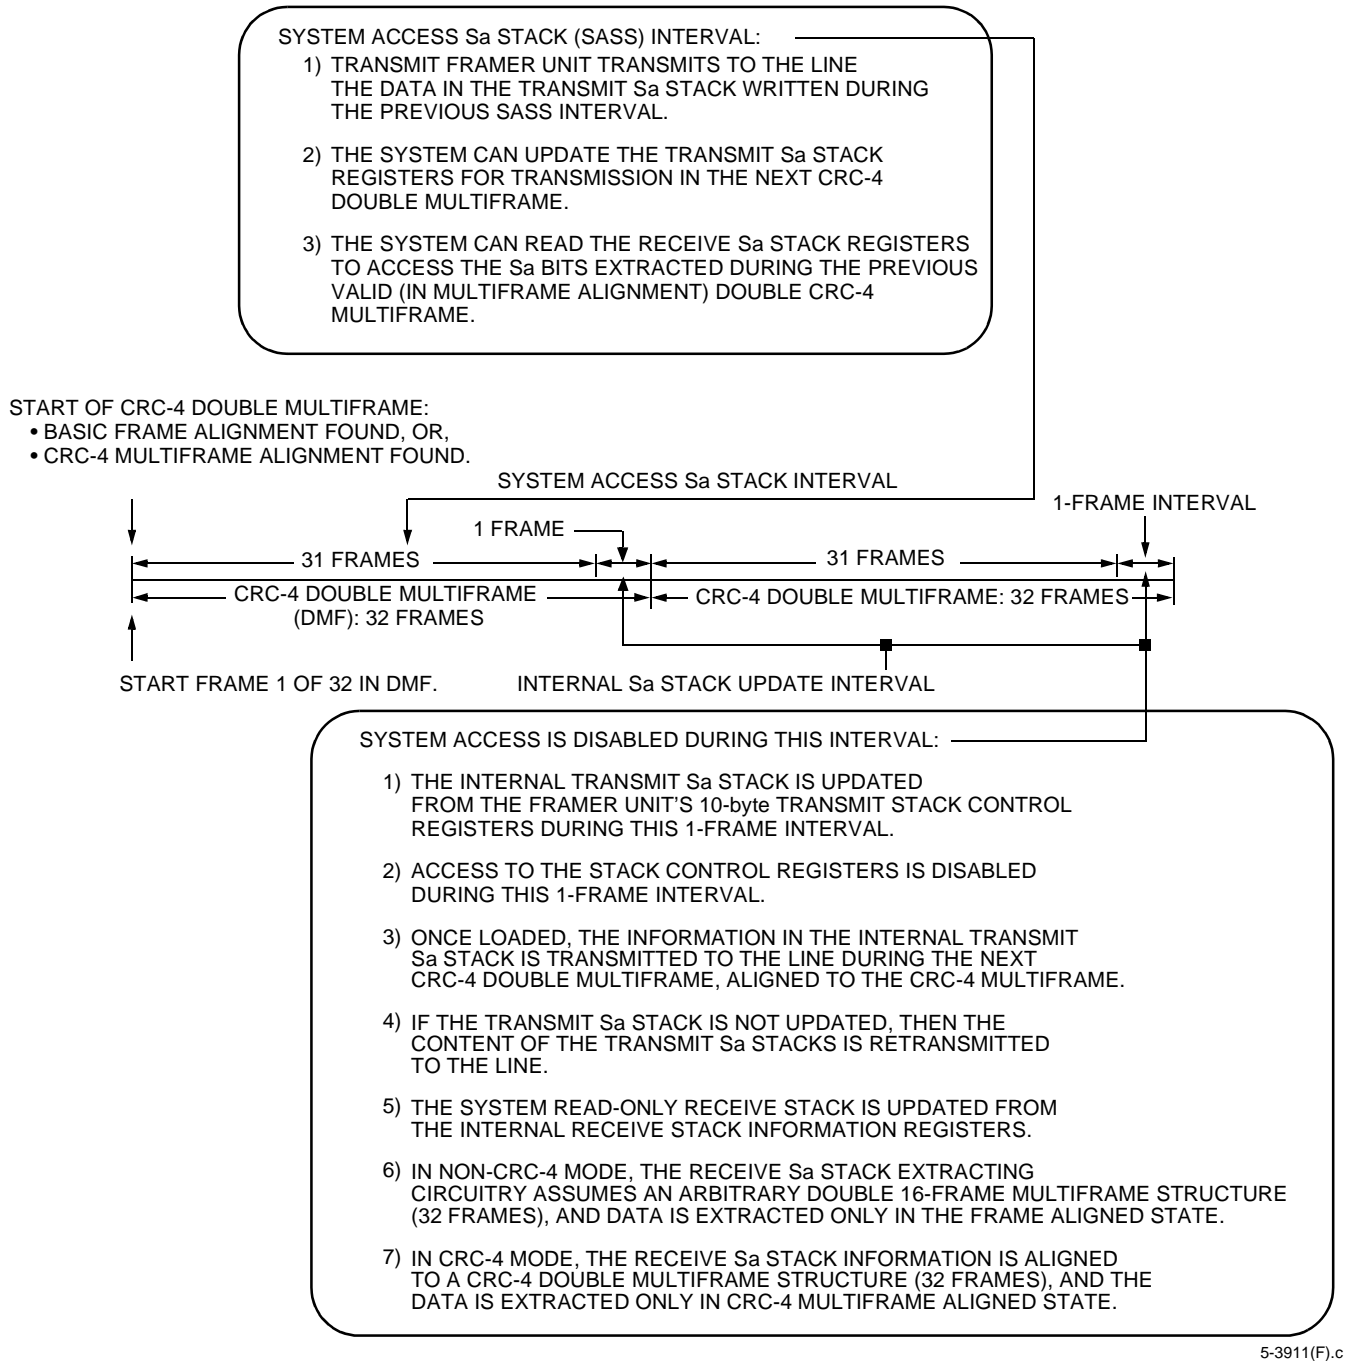 SYSTEM ACCESS Sa STACK (SASS) INTERVAL:
1) TRANSMIT FRAMER UNIT TRANSMITS TO THE LINE
THE DATA IN THE TRANSMIT Sa STACK WRITTEN DURING
THE PREVIOUS SASS INTERVAL.
2) THE SYSTEM CAN UPDATE THE TRANSMIT Sa STACK
REGISTERS FOR TRANSMISSION IN THE NEXT CRC-4
DOUBLE MULTIFRAME.
3) THE SYSTEM CAN READ THE RECEIVE Sa STACK REGISTERS
TO ACCESS THE Sa BITS EXTRACTED DURING THE PREVIOUS
VALID (IN MULTIFRAME ALIGNMENT) DOUBLE CRC-4
MULTIFRAME.
START OF CRC-4 DOUBLE MULTIFRAME:
• BASIC FRAME ALIGNMENT FOUND, OR,
• CRC-4 MULTIFRAME ALIGNMENT FOUND.
SYSTEM ACCESS Sa STACK INTERVAL
1-FRAME INTERVAL
1 FRAME
31 FRAMES
31 FRAMES
CRC-4 DOUBLE MULTIFRAME
(DMF): 32 FRAMES
CRC-4 DOUBLE MULTIFRAME: 32 FRAMES
START FRAME 1 OF 32 IN DMF.
INTERNAL Sa STACK UPDATE INTERVAL
SYSTEM ACCESS IS DISABLED DURING THIS INTERVAL:
1) THE INTERNAL TRANSMIT Sa STACK IS UPDATED
FROM THE FRAMER UNIT'S 10-byte TRANSMIT STACK CONTROL
REGISTERS DURING THIS 1-FRAME INTERVAL.
2) ACCESS TO THE STACK CONTROL REGISTERS IS DISABLED
DURING THIS 1-FRAME INTERVAL.
3) ONCE LOADED, THE INFORMATION IN THE INTERNAL TRANSMIT
Sa STACK IS TRANSMITTED TO THE LINE DURING THE NEXT
CRC-4 DOUBLE MULTIFRAME, ALIGNED TO THE CRC-4 MULTIFRAME.
4) IF THE TRANSMIT Sa STACK IS NOT UPDATED, THEN THE
CONTENT OF THE TRANSMIT Sa STACKS IS RETRANSMITTED
TO THE LINE.
5) THE SYSTEM READ-ONLY RECEIVE STACK IS UPDATED FROM
THE INTERNAL RECEIVE STACK INFORMATION REGISTERS.
6) IN NON-CRC-4 MODE, THE RECEIVE Sa STACK EXTRACTING
CIRCUITRY ASSUMES AN ARBITRARY DOUBLE 16-FRAME MULTIFRAME STRUCTURE
(32 FRAMES), AND DATA IS EXTRACTED ONLY IN THE FRAME ALIGNED STATE.
7) IN CRC-4 MODE, THE RECEIVE Sa STACK INFORMATION IS ALIGNED
TO A CRC-4 DOUBLE MULTIFRAME STRUCTURE (32 FRAMES), AND THE
DATA IS EXTRACTED ONLY IN CRC-4 MULTIFRAME ALIGNED STATE.
5-3911(F).c